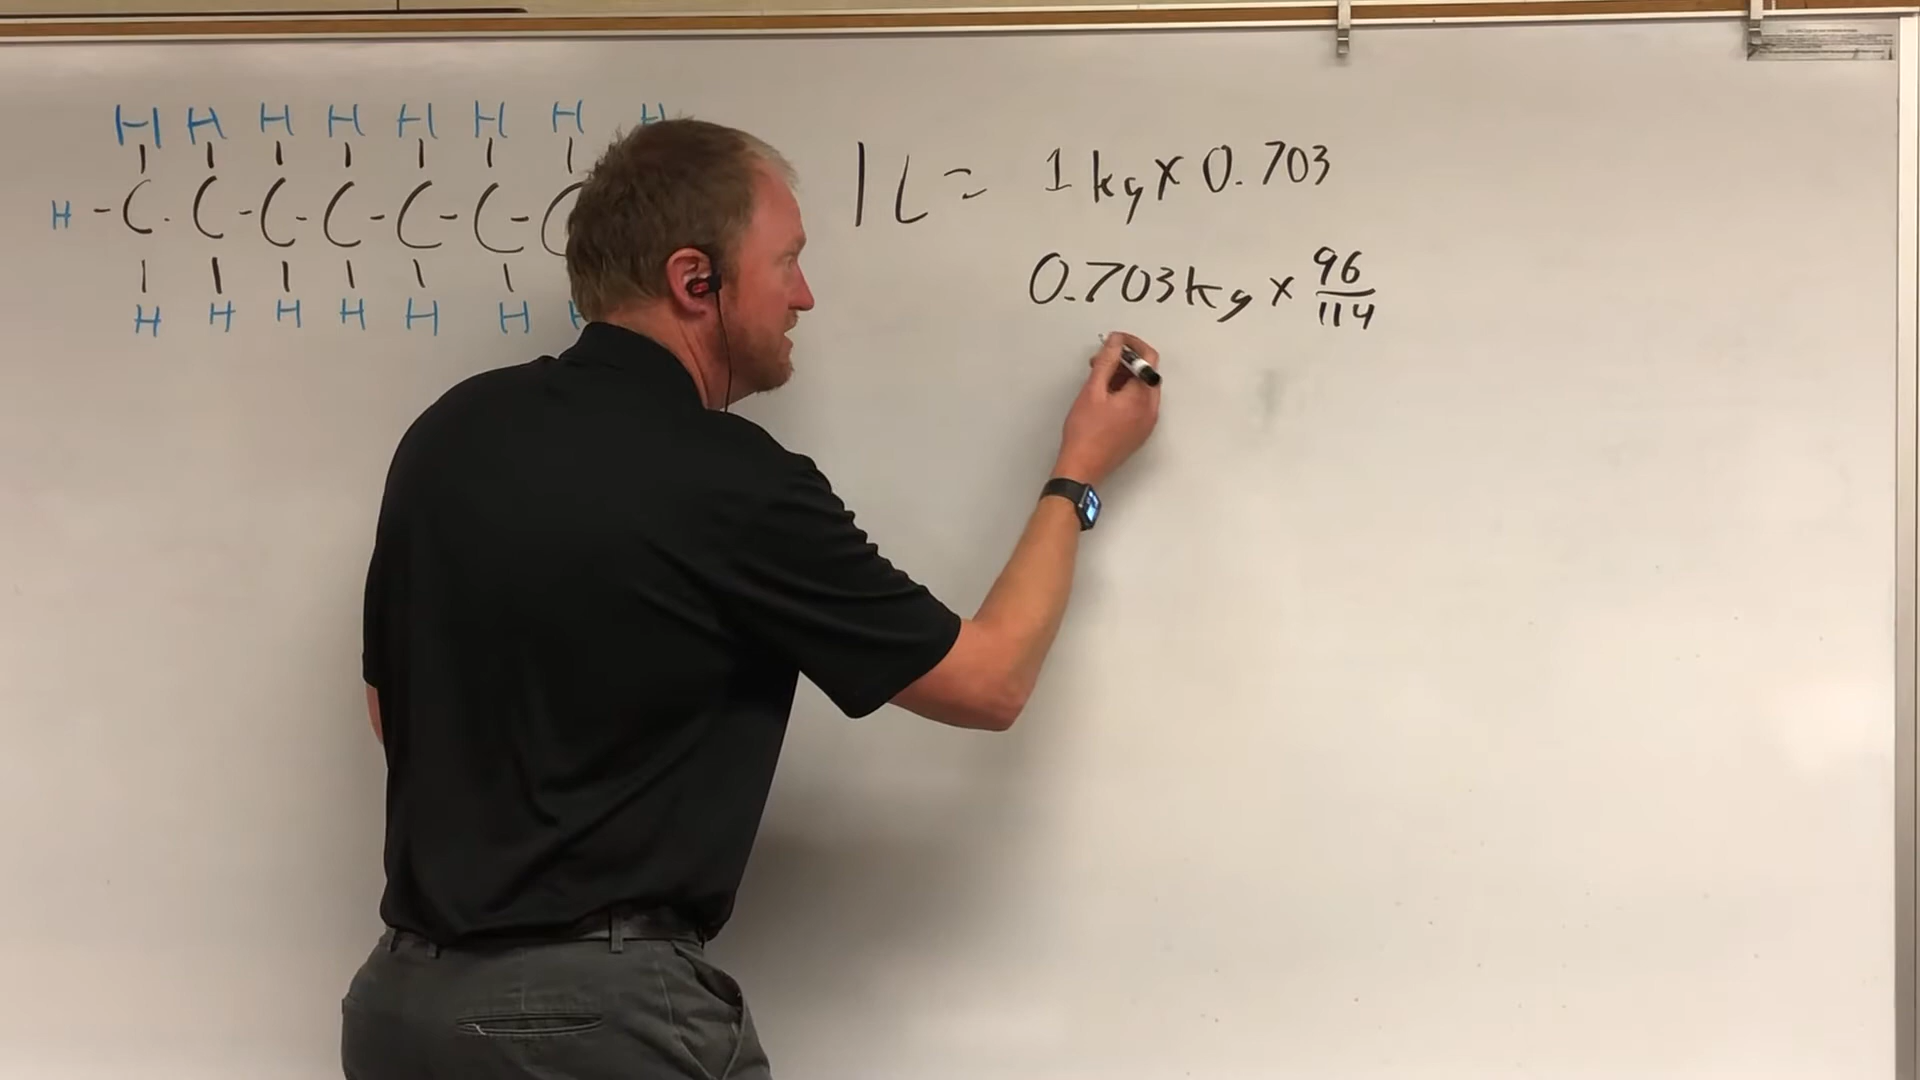 H H H H H H H H
H - C - C - C - C - C - C - C
H H H H H H H
1L = 1 kg x 0.703
0.703 kg x 96/114